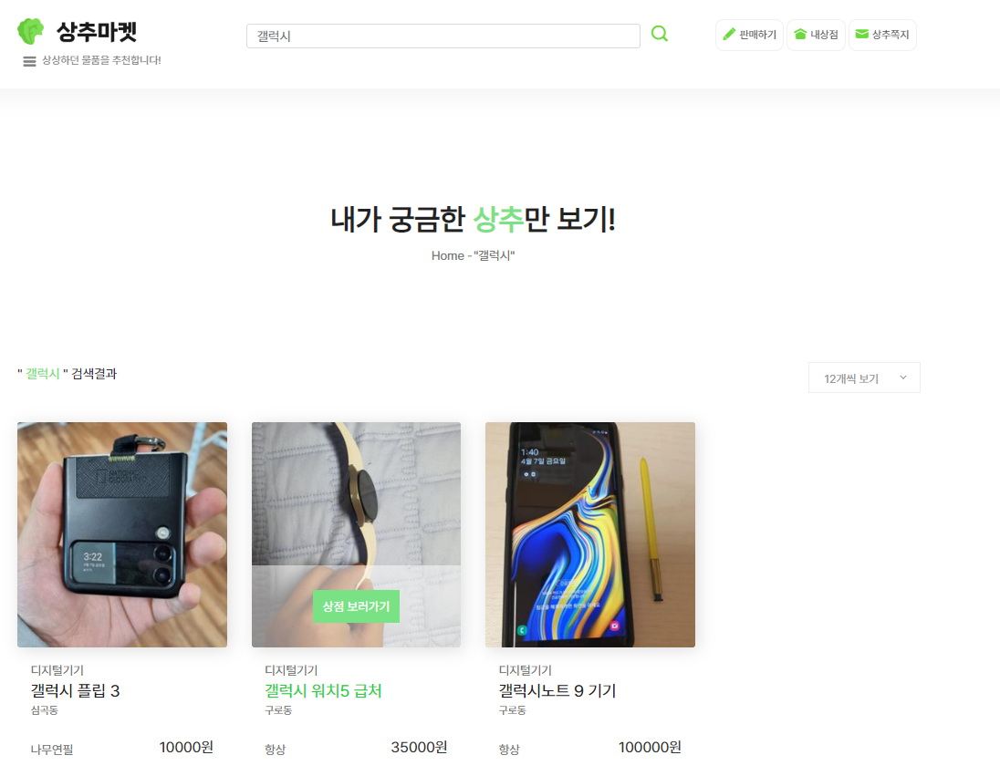 상추마켓
갤럭시
판매하기
내상점
상추쪽지
상상하던 물품을 추천합니다!
내가 궁금한 상추만 보기!
Home - "갤럭시"
" 갤럭시 " 검색결과
12개씩 보기
NATIONAL
GEOGRAPHIC
3:22
상점 보러가기
1:40
4월 7일 금요일
디지털기기
갤럭시 플립 3
심곡동
나무연필
10000원
디지털기기
갤럭시 워치5 급처
구로동
항상
35000원
디지털기기
갤럭시노트 9 기기
구로동
항상
100000원